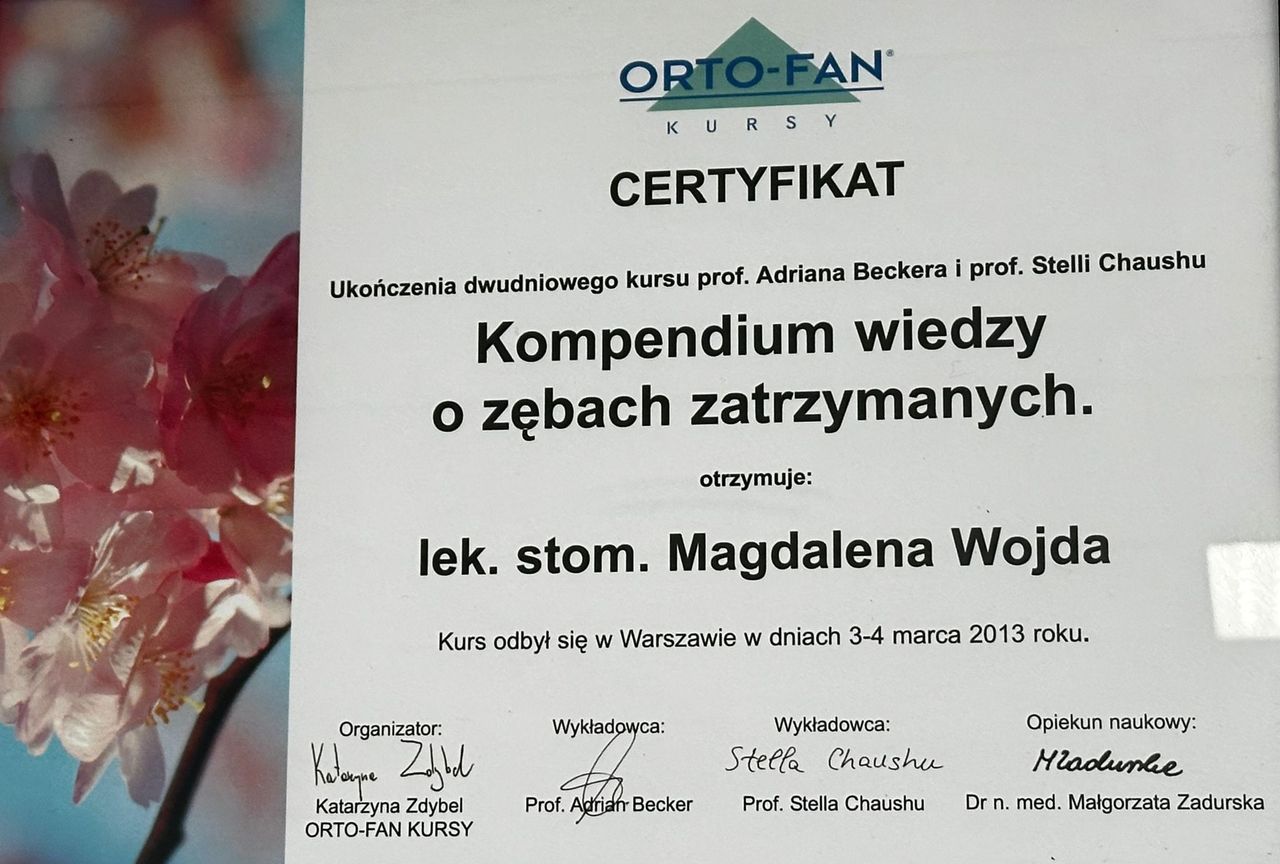 ORTO-FAN®
KURSY
CERTYFIKAT
Ukończenia dwudniowego kursu prof. Adriana Beckera i prof. Stelli Chaushu
Kompendium wiedzy
o zębach zatrzymanych.
otrzymuje:
lek. stom. Magdalena Wojda
Kurs odbył się w Warszawie w dniach 3-4 marca 2013 roku.
Organizator: Wykładowca: Wykładowca: Opiekun naukowy:
Katarzyna Zdybel Stella Chaushu MZadurska
Katarzyna Zdybel Prof. Adrian Becker Prof. Stella Chaushu Dr n. med. Małgorzata Zadurska
ORTO-FAN KURSY